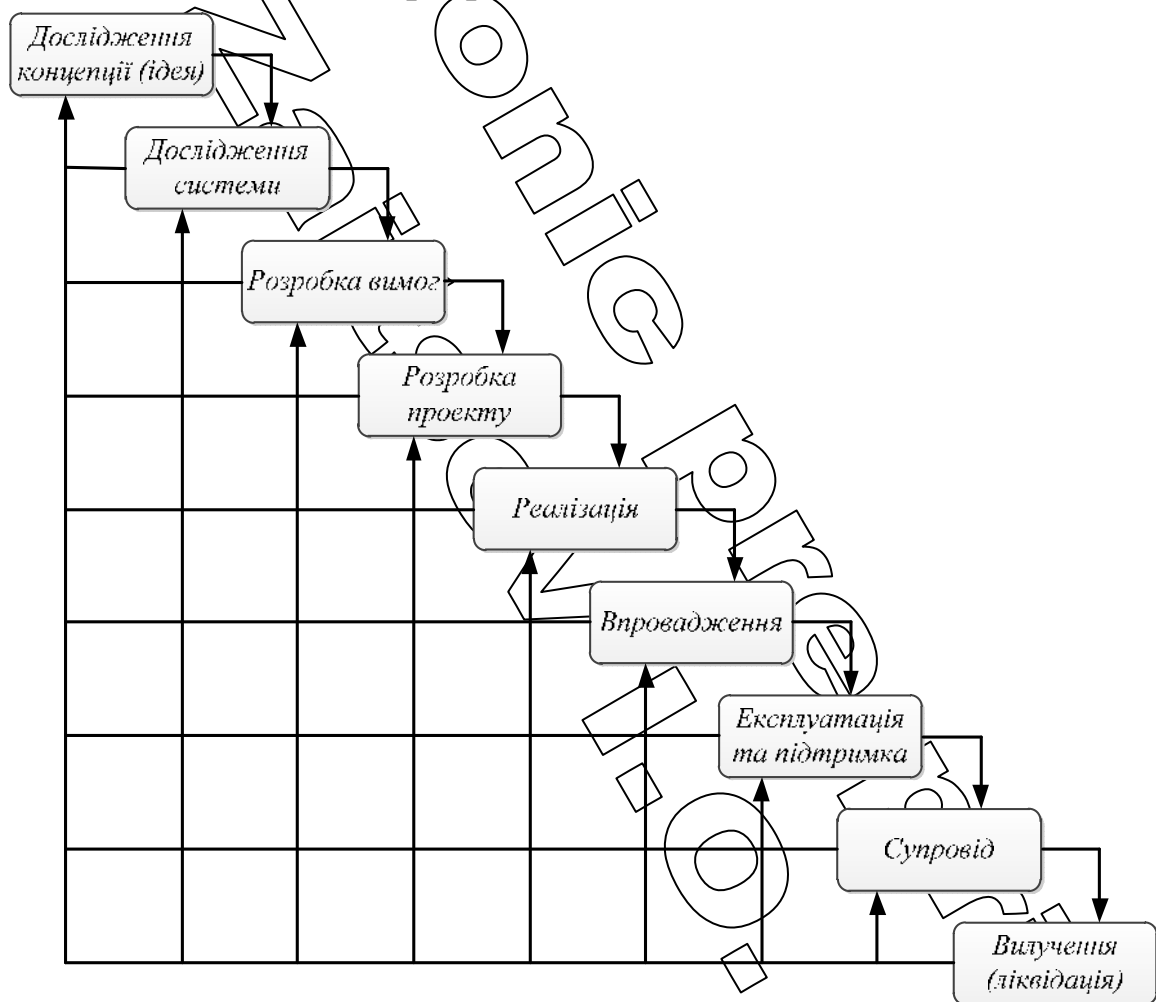 Дослідження
концепції (ідея)
Дослідження
системи
Розробка вимог
Розробка
проекту
Реалізація
Впровадження
Експлуатація
та підтримка
Супровід
Вилучення
(ліквідація)